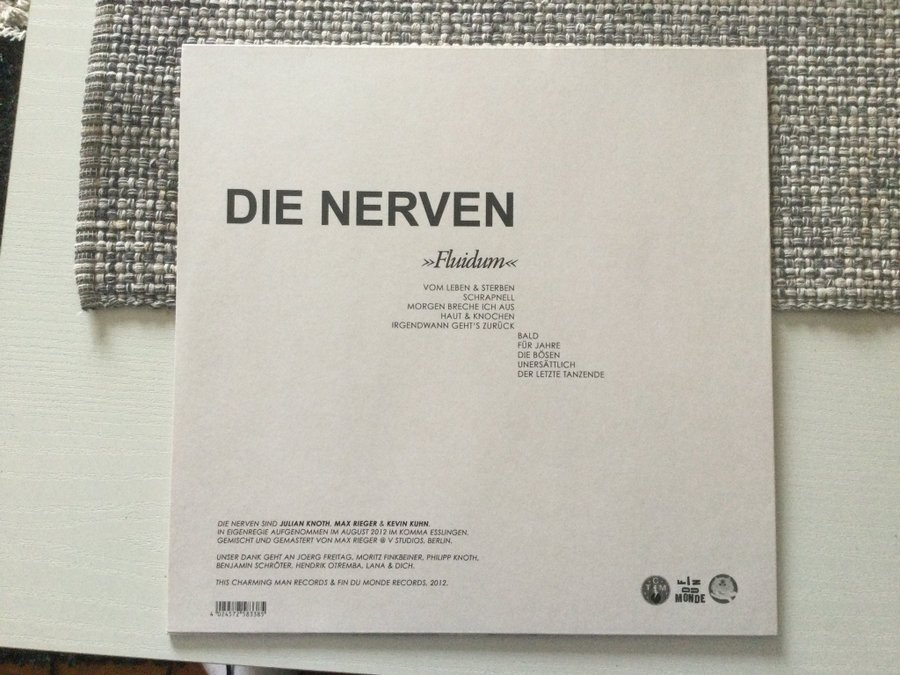 DIE NERVEN
»Fluidum«
VOM LEBEN & STERBEN
SCHRAPNELL
MORGEN BRECHE ICH AUS
HAUT & KNOCHEN
IRGENDWANN GEHT'S ZURÜCK
BALD
FÜR JAHRE
DIE BÖSEN
UNERSÄTTLICH
DER LETZTE TANZENDE
DIE NERVEN SIND JULIAN KNOTH, MAX RIEGER & KEVIN KUHN.
IN EIGENREGIE AUFGENOMMEN IM AUGUST 2012 IM KOMMA ESSLINGEN.
GEMISCHT UND GEMASTERT VON MAX RIEGER @ V STUDIOS, BERLIN.
UNSER DANK GEHT AN JOERG FREITAG, MORITZ FINKBEINER, PHILIPP KNOTH,
BENJAMIN SCHRÖTER, HENDRIK OTREMBA, LANA & DICH.
THIS CHARMING MAN RECORDS & FIN DU MONDE RECORDS, 2012.
FIN
DU
MONDE